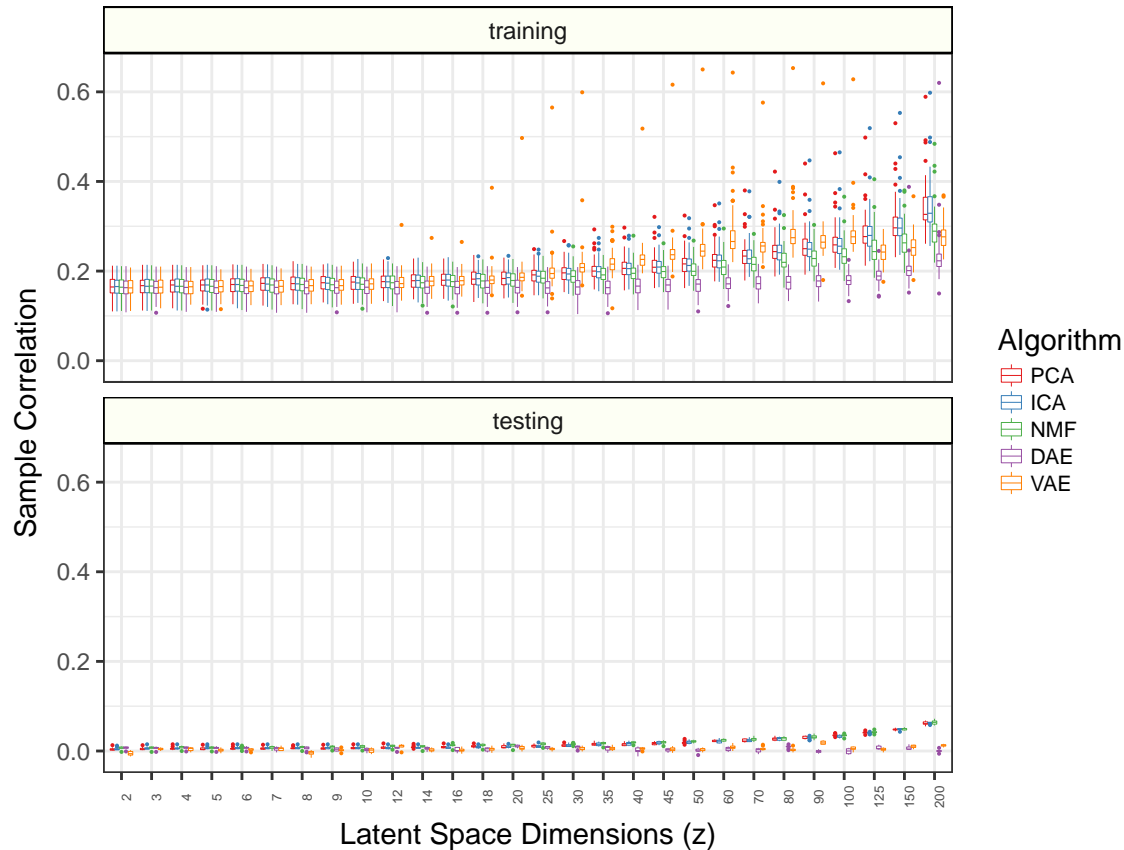 training
0.6
0.4
0.2
0.0
testing
0.6
0.4
0.2
0.0
Sample Correlation
2 3 4 5 6 7 8 9 10 12 14 16 18 20 25 30 35 40 45 50 60 70 80 90 100 125 150 200
Latent Space Dimensions (z)
Algorithm
PCA
ICA
NMF
DAE
VAE